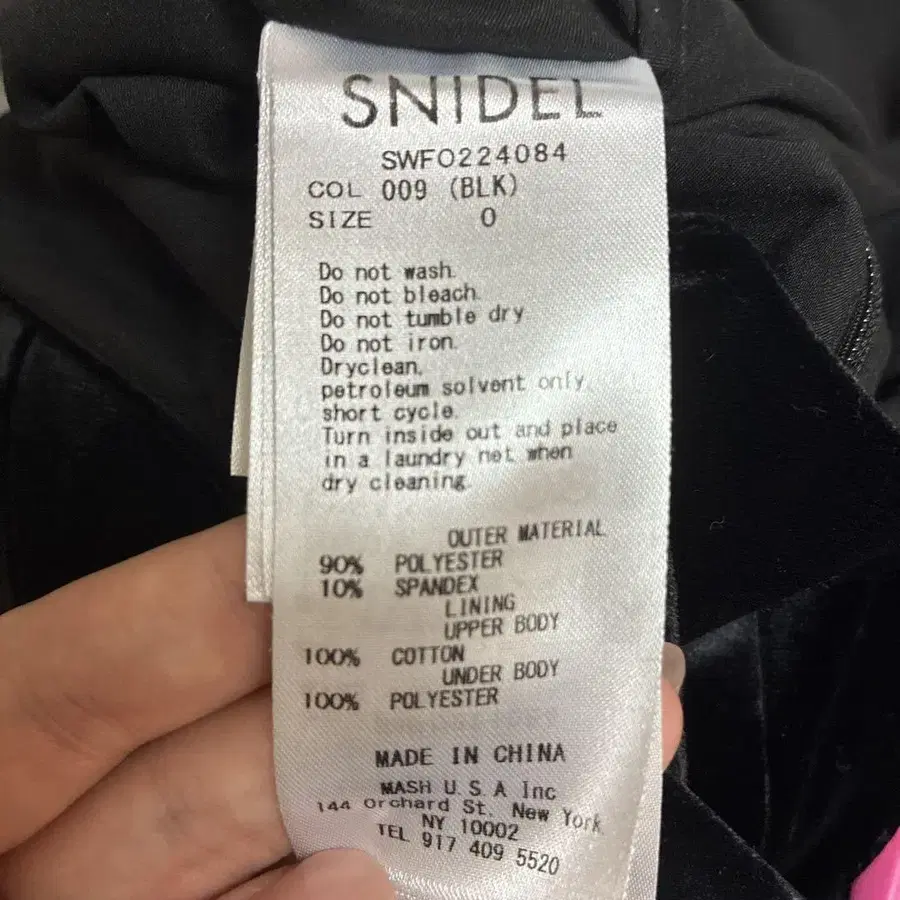 SNIDEL
SWFO224084
COL 009 (BLK)
SIZE 0
Do not wash.
Do not bleach.
Do not tumble dry
Do not iron.
Dryclean,
petroleum solvent only,
short cycle.
Turn inside out and place
in a laundry net when
dry cleaning.
OUTER MATERIAL
90% POLYESTER
10% SPANDEX
LINING
UPPER BODY
100% COTTON
UNDER BODY
100% POLYESTER
MADE IN CHINA
MASH U.S.A Inc
144 Orchard St. New York
NY 10002
TEL 917 409 5520